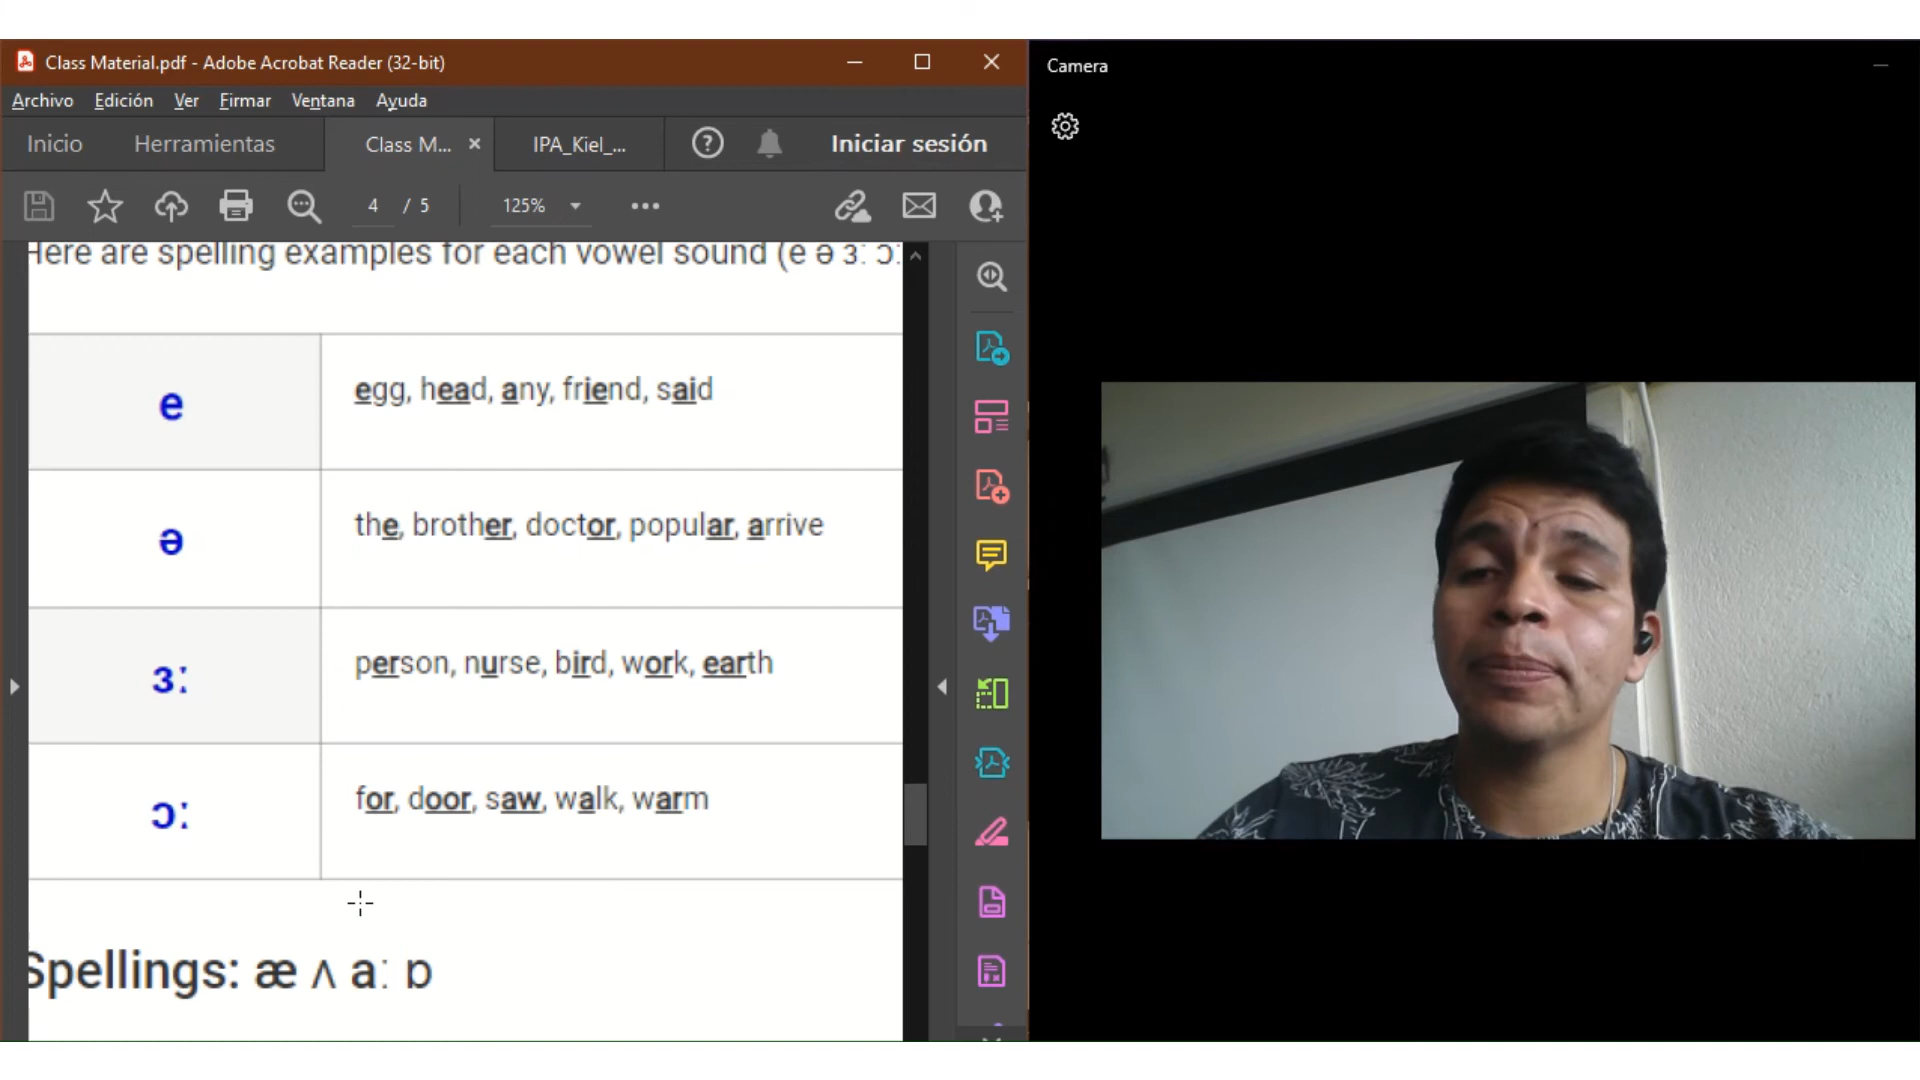 Class Material.pdf - Adobe Acrobat Reader (32-bit)
Archivo Edición Ver Firmar Ventana Ayuda
Inicio Herramientas Class M... IPA_Kiel_... Iniciar sesión
4 / 5 125%
Here are spelling examples for each vowel sound (e ə ɜː ɔː
e egg, head, any, friend, said
ə the, brother, doctor, popular, arrive
ɜː person, nurse, bird, work, earth
ɔː for, door, saw, walk, warm
Spellings: æ ʌ aː ɒ
Camera